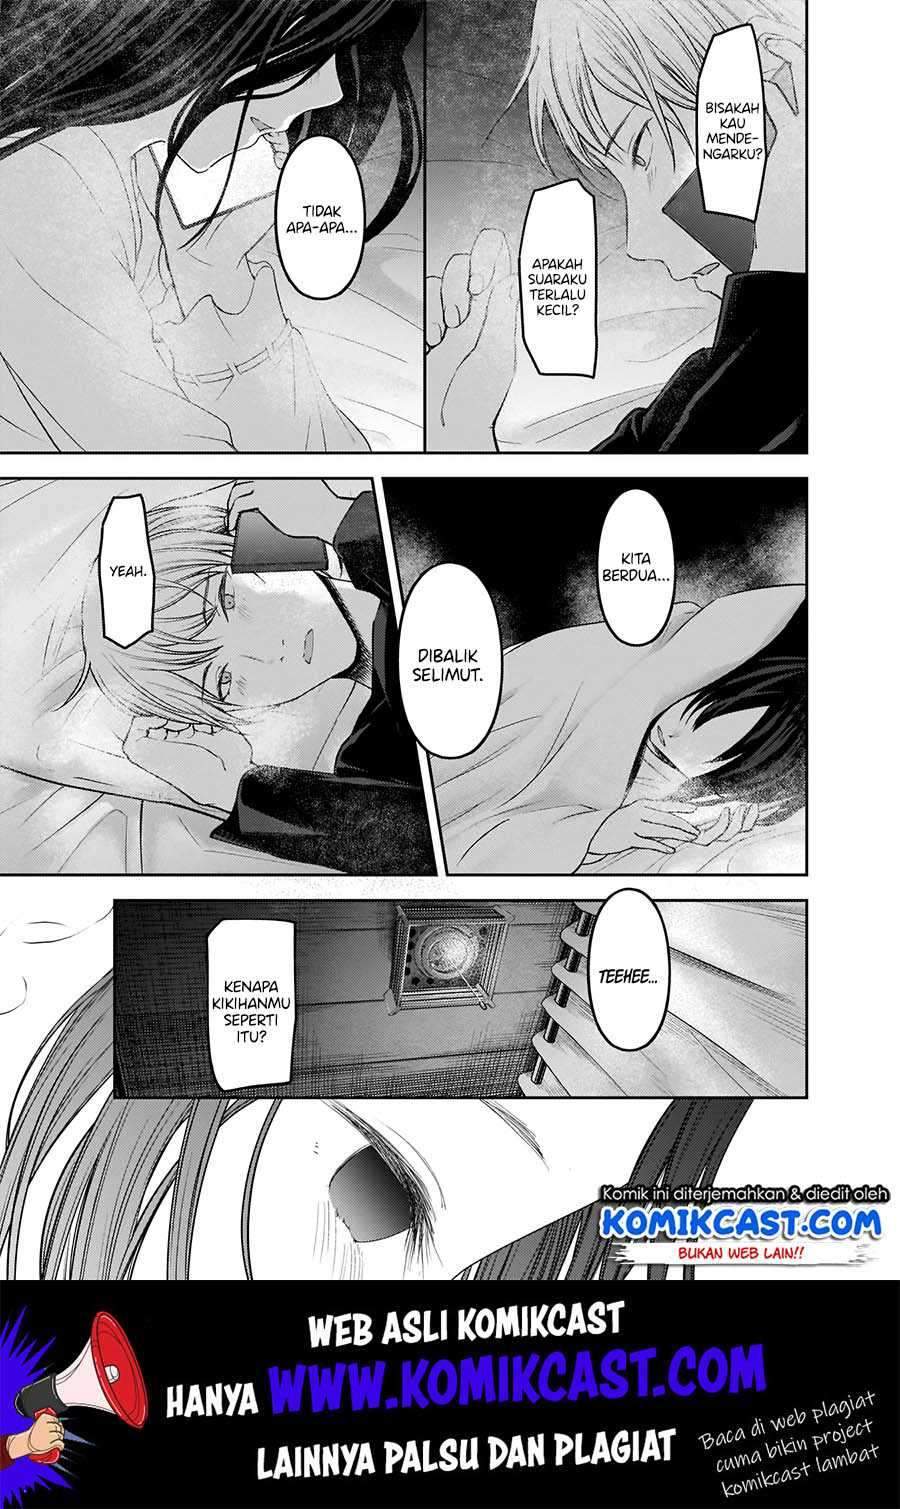 BISAKAH
KAU
MENDE-
NGARKU?
APAKAH
SUARAKU
TERLALU
KECIL?
TIDAK
APA-APA...
KITA
BERDUA...
DIBALIK
SELIMUT.
YEAH.
TEEHEE...
KENAPA
KIKIHANMU
SEPERTI
ITU?
Komik ini diterjemahkan & diedit oleh
KOMIKCAST.COM
BUKAN WEB LAIN!!
WEB ASLI KOMIKCAST
HANYA WWW.KOMIKCAST.COM
LAINNYA PALSU DAN PLAGIAT
Baca di web plagiat
cuma bikin project
komikcast lambat